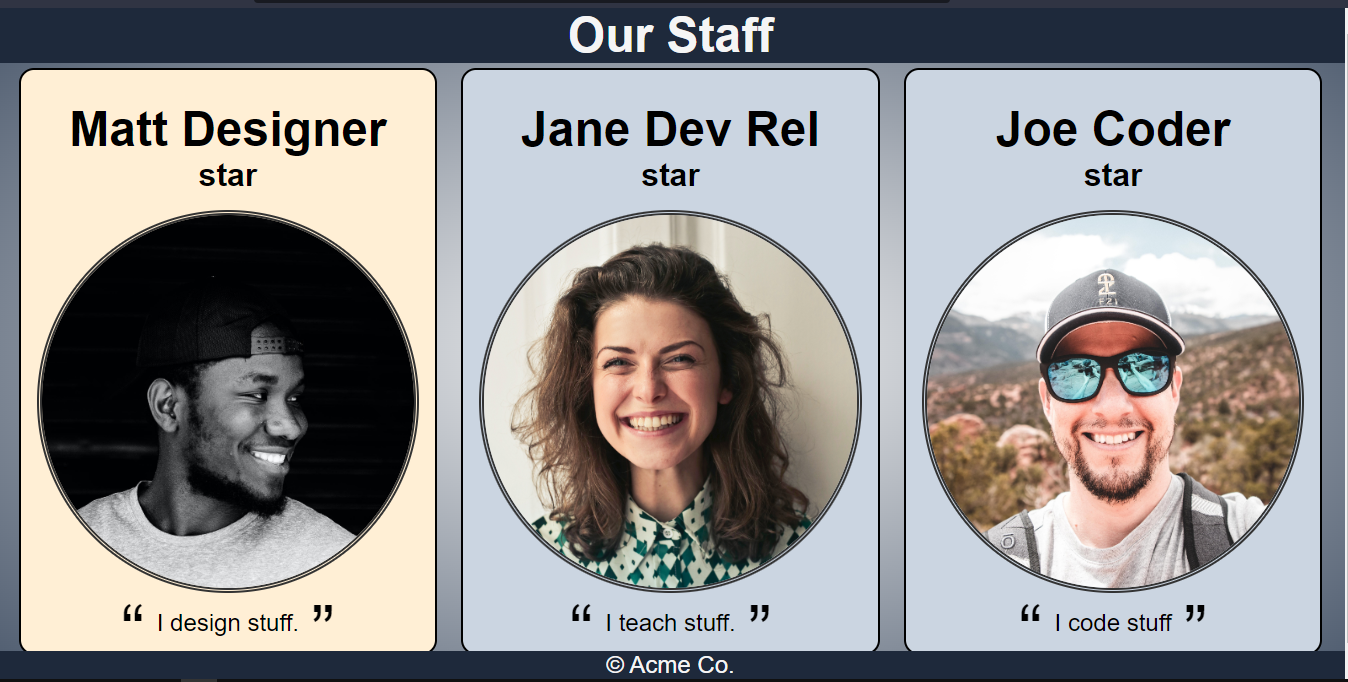 Our Staff
Matt Designer
star
“ I design stuff. ”
Jane Dev Rel
star
“ I teach stuff. ”
Joe Coder
star
“ I code stuff ”
© Acme Co.